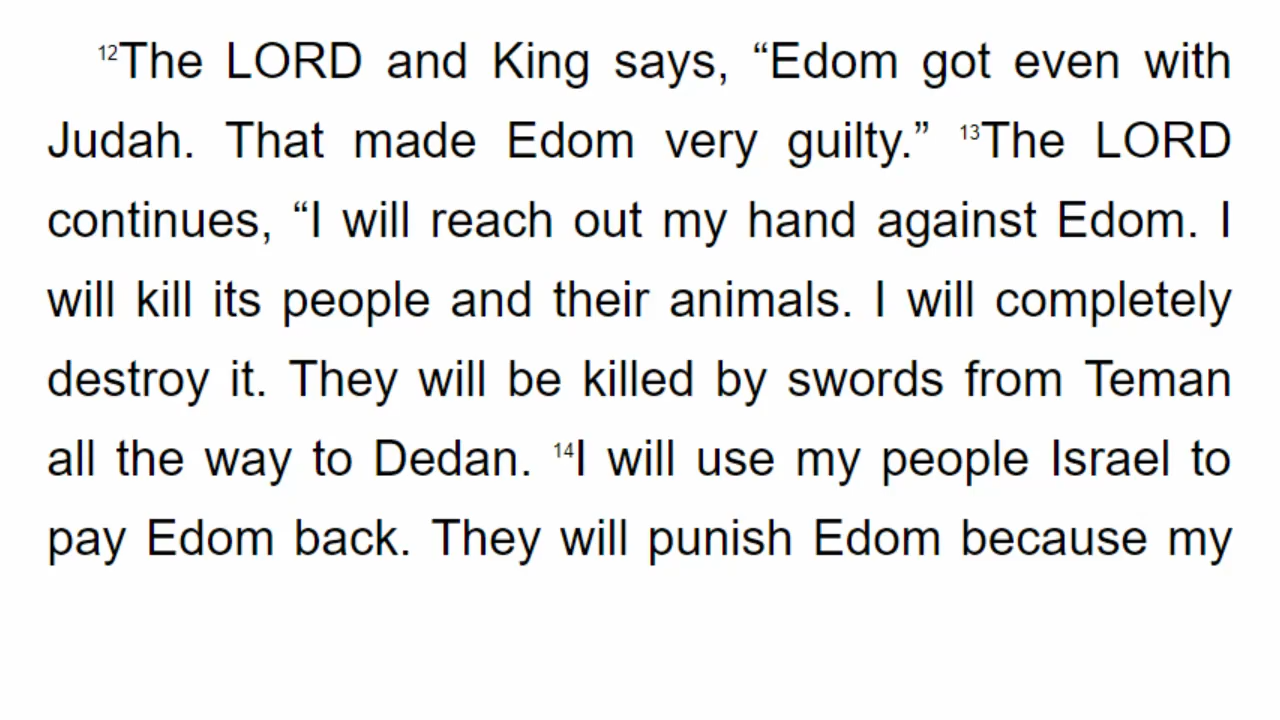 12The LORD and King says, “Edom got even with
Judah. That made Edom very guilty.” 13The LORD
continues, “I will reach out my hand against Edom. I
will kill its people and their animals. I will completely
destroy it. They will be killed by swords from Teman
all the way to Dedan. 14I will use my people Israel to
pay Edom back. They will punish Edom because my